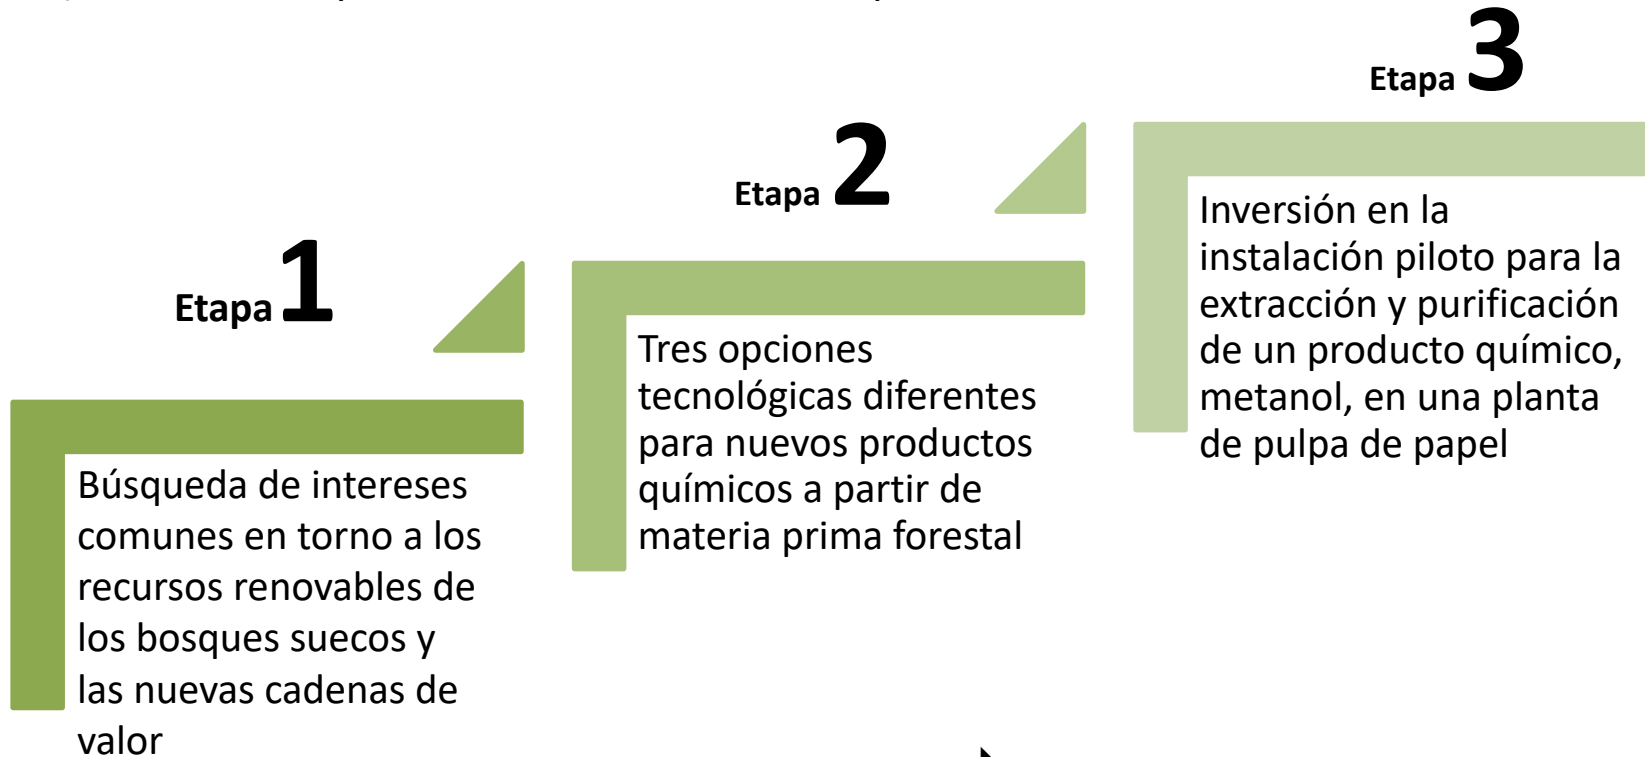 Etapa 1
Búsqueda de intereses
comunes en torno a los
recursos renovables de
los bosques suecos y
las nuevas cadenas de
valor
Etapa 2
Tres opciones
tecnológicas diferentes
para nuevos productos
químicos a partir de
materia prima forestal
Etapa 3
Inversión en la
instalación piloto para la
extracción y purificación
de un producto químico,
metanol, en una planta
de pulpa de papel